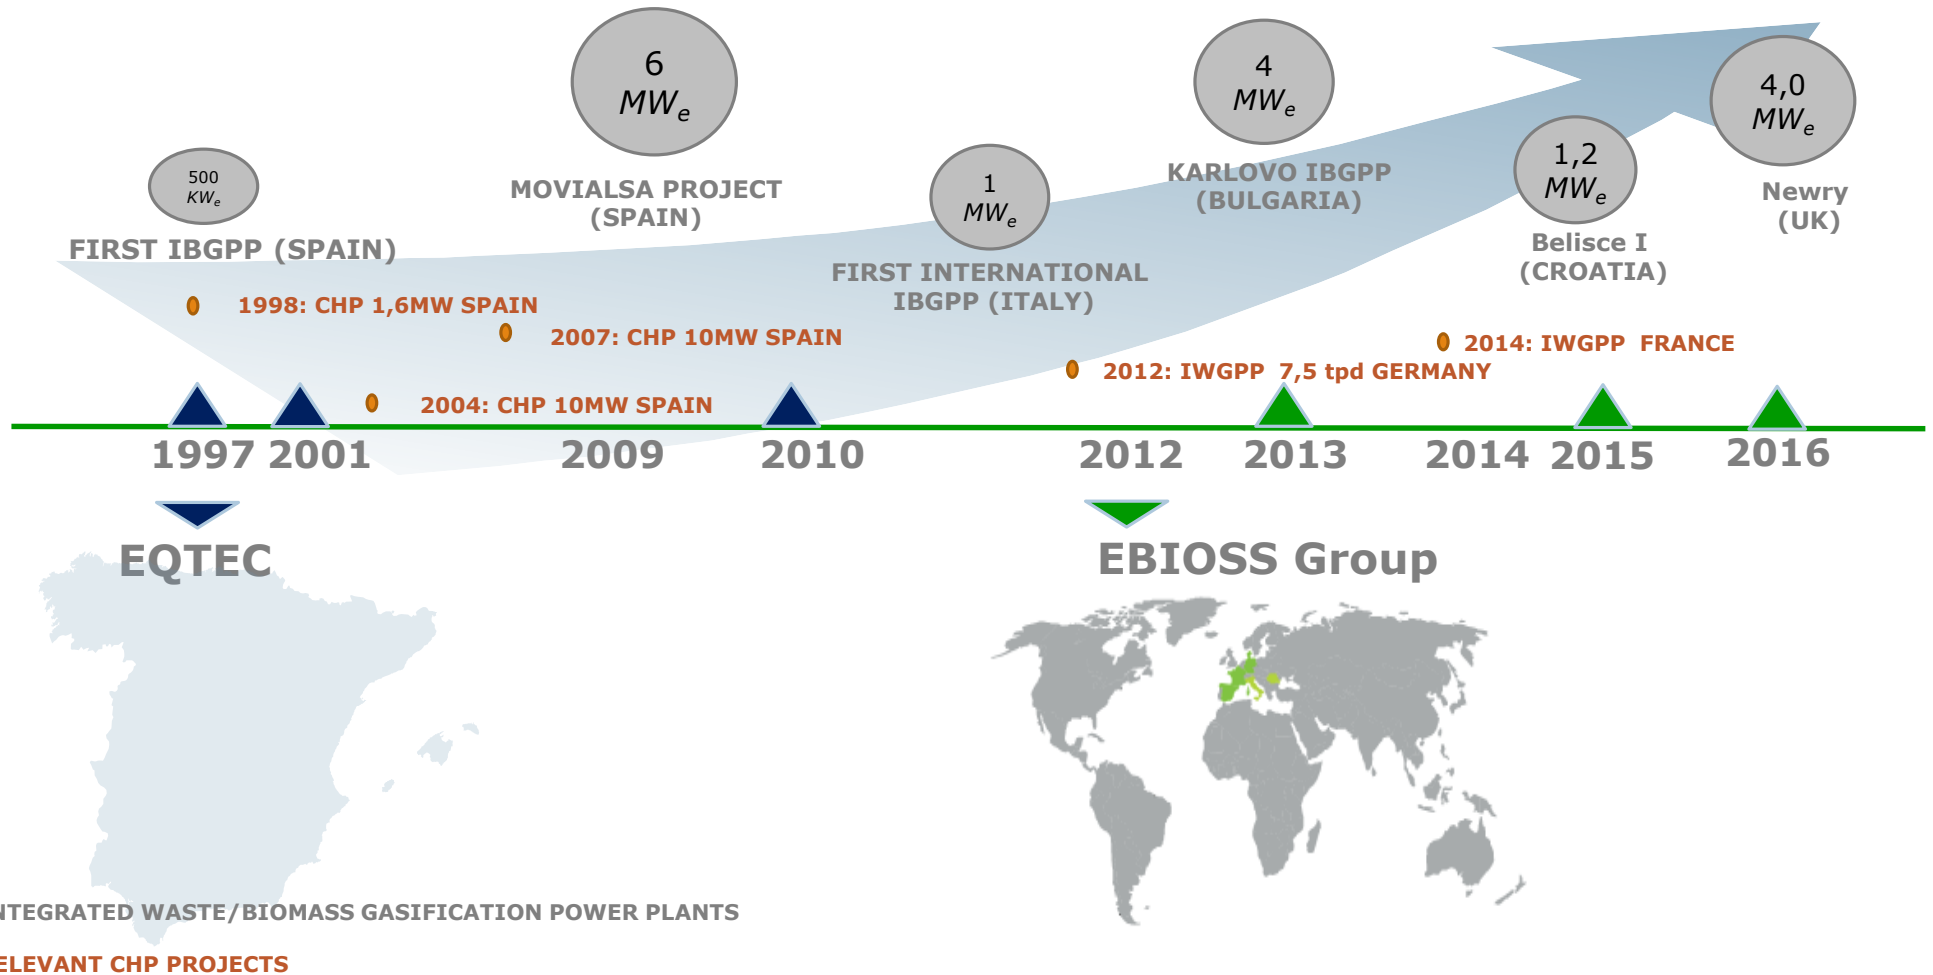 6
MWₑ
4
MWₑ
4,0
MWₑ
500
KWₑ
1
MWₑ
1,2
MWₑ
MOVIALSA PROJECT
(SPAIN)
KARLOVO IBGPP
(BULGARIA)
Newry
(UK)
FIRST IBGPP (SPAIN)
FIRST INTERNATIONAL
IBGPP (ITALY)
Belisce I
(CROATIA)
1998: CHP 1,6MW SPAIN
2007: CHP 10MW SPAIN
2014: IWGPP FRANCE
2012: IWGPP 7,5 tpd GERMANY
2004: CHP 10MW SPAIN
1997 2001 2009 2010 2012 2013 2014 2015 2016
EQTEC
EBIOSS Group
NTEGRATED WASTE/BIOMASS GASIFICATION POWER PLANTS
ELEVANT CHP PROJECTS